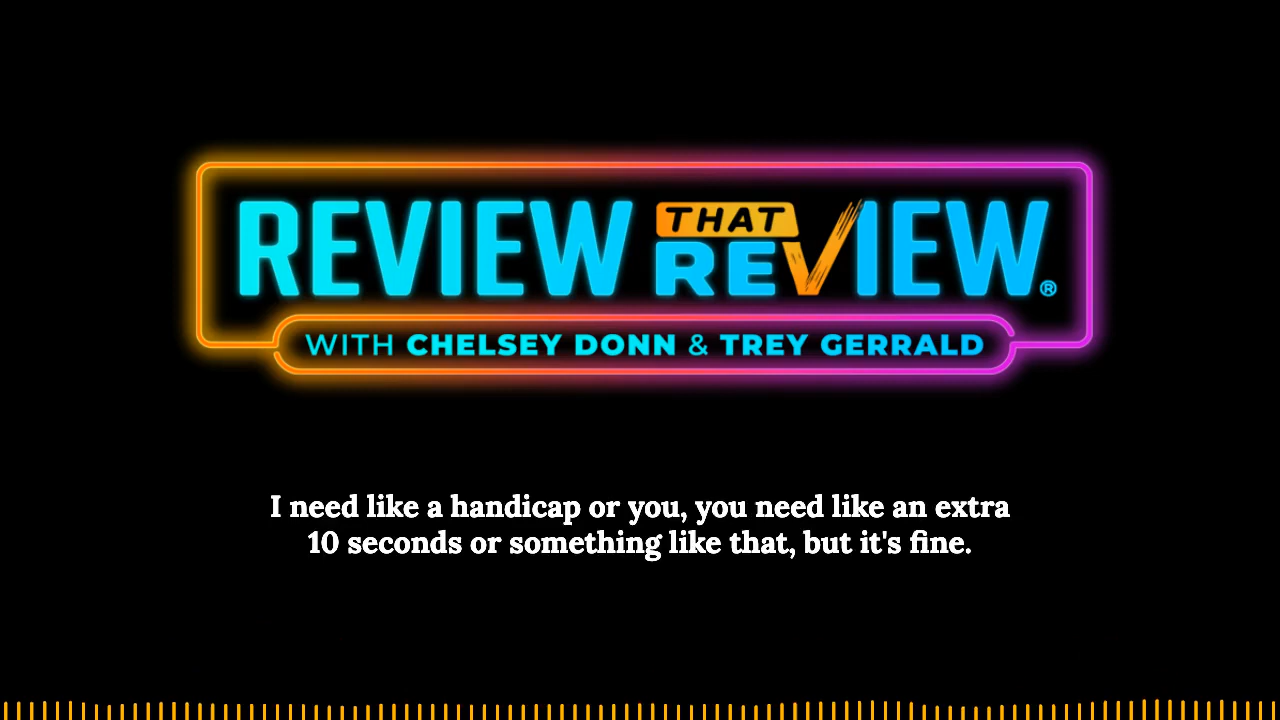 REVIEW THAT REVIEW®
WITH CHELSEY DONN & TREY GERRALD
I need like a handicap or you, you need like an extra
10 seconds or something like that, but it's fine.